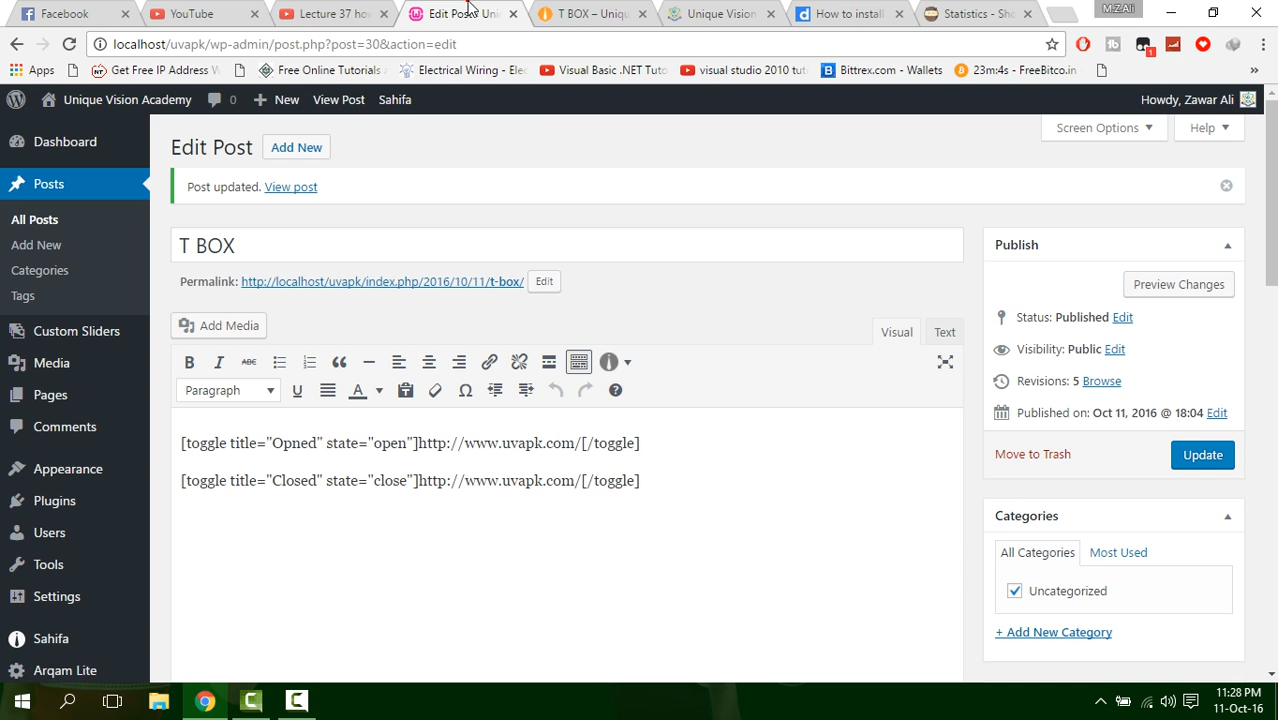 Facebook
YouTube
Lecture 37 how
Edit Post
T BOX – Uniqu
Unique Vision
How to install
Statistics - Sho
M.Z.Ali
localhost/uvapk/wp-admin/post.php?post=30&action=edit
1
Apps
Get Free IP Address W
Free Online Tutorials
Electrical Wiring - Elec
Visual Basic .NET Tuto
visual studio 2010 tut
Bittrex.com - Wallets
23m:4s - FreeBitco.in
»
Unique Vision Academy
0
New
View Post
Sahifa
Howdy, Zawar Ali
Dashboard
Posts
All Posts
Add New
Categories
Tags
Custom Sliders
Media
Pages
Comments
Appearance
Plugins
Users
Tools
Settings
Sahifa
Arqam Lite
Screen Options
Help
Edit Post
Add New
Post updated. View post
T BOX
Permalink: http://localhost/uvapk/index.php/2016/10/11/t-box/ Edit
Add Media
Visual
Text
B I ABC
Paragraph
U A Ω
[toggle title="Opned" state="open"]http://www.uvapk.com/[/toggle]
[toggle title="Closed" state="close"]http://www.uvapk.com/[/toggle]
Publish
Preview Changes
Status: Published Edit
Visibility: Public Edit
Revisions: 5 Browse
Published on: Oct 11, 2016 @ 18:04 Edit
Move to Trash
Update
Categories
All Categories
Most Used
Uncategorized
+ Add New Category
11:28 PM
11-Oct-16